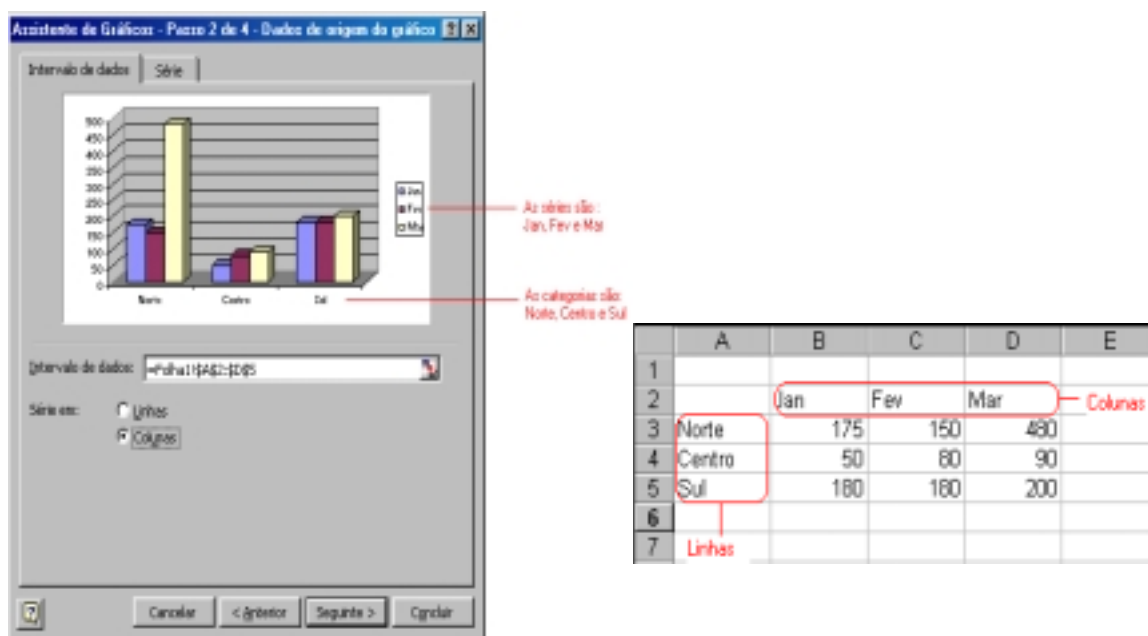 Assistente de Gráficos - Passo 2 de 4 - Dados de origem do gráfico
Intervalo de dados
Série
500
450
400
350
300
250
200
150
100
50
0
Norte
Centro
Sul
Jan
Fev
Mar
As séries são :
Jan, Fev e Mar
As categorias são:
Norte, Centro e Sul
Intervalo de dados: =Folha1!$A$2:$D$5
Série em: Linhas
Colunas
Cancelar < Anterior Seguinte > Concluir
A B C D E
1
2 Jan Fev Mar Colunas
3 Norte 175 150 480
4 Centro 50 80 90
5 Sul 180 180 200
6
7 Linhas